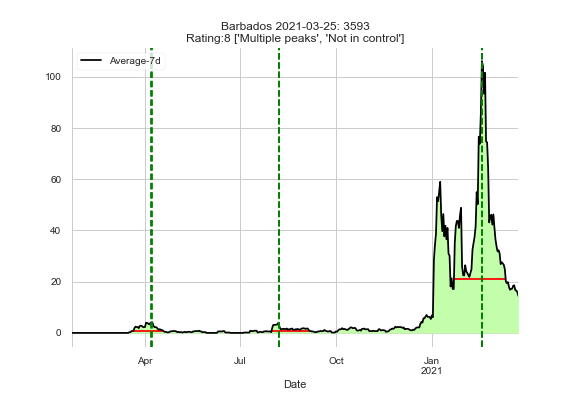 Barbados 2021-03-25: 3593
Rating:8 ['Multiple peaks', 'Not in control']
Average-7d
100
80
60
40
20
0
Apr
Jul
Oct
Jan
2021
Date